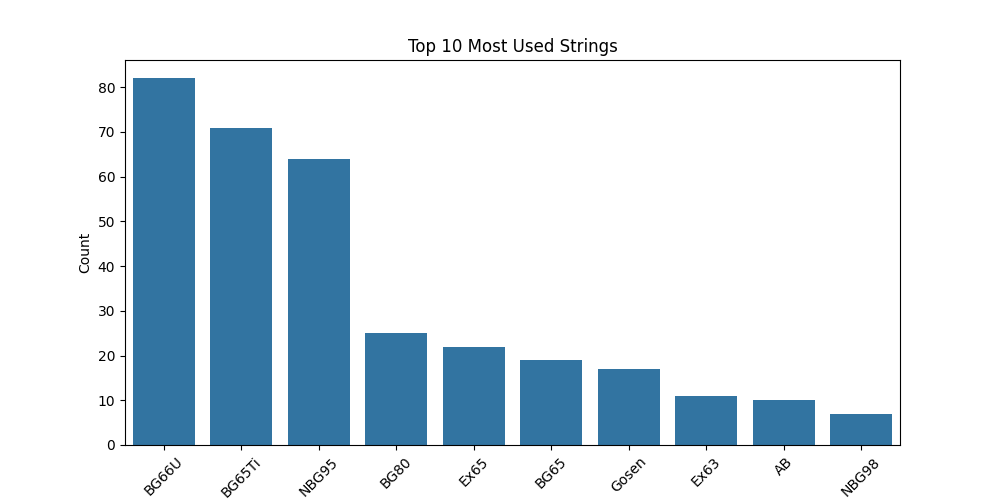 Top 10 Most Used Strings
Count
80
70
60
50
40
30
20
10
0
BG66U
BG65Ti
NBG95
BG80
Ex65
BG65
Gosen
Ex63
AB
NBG98